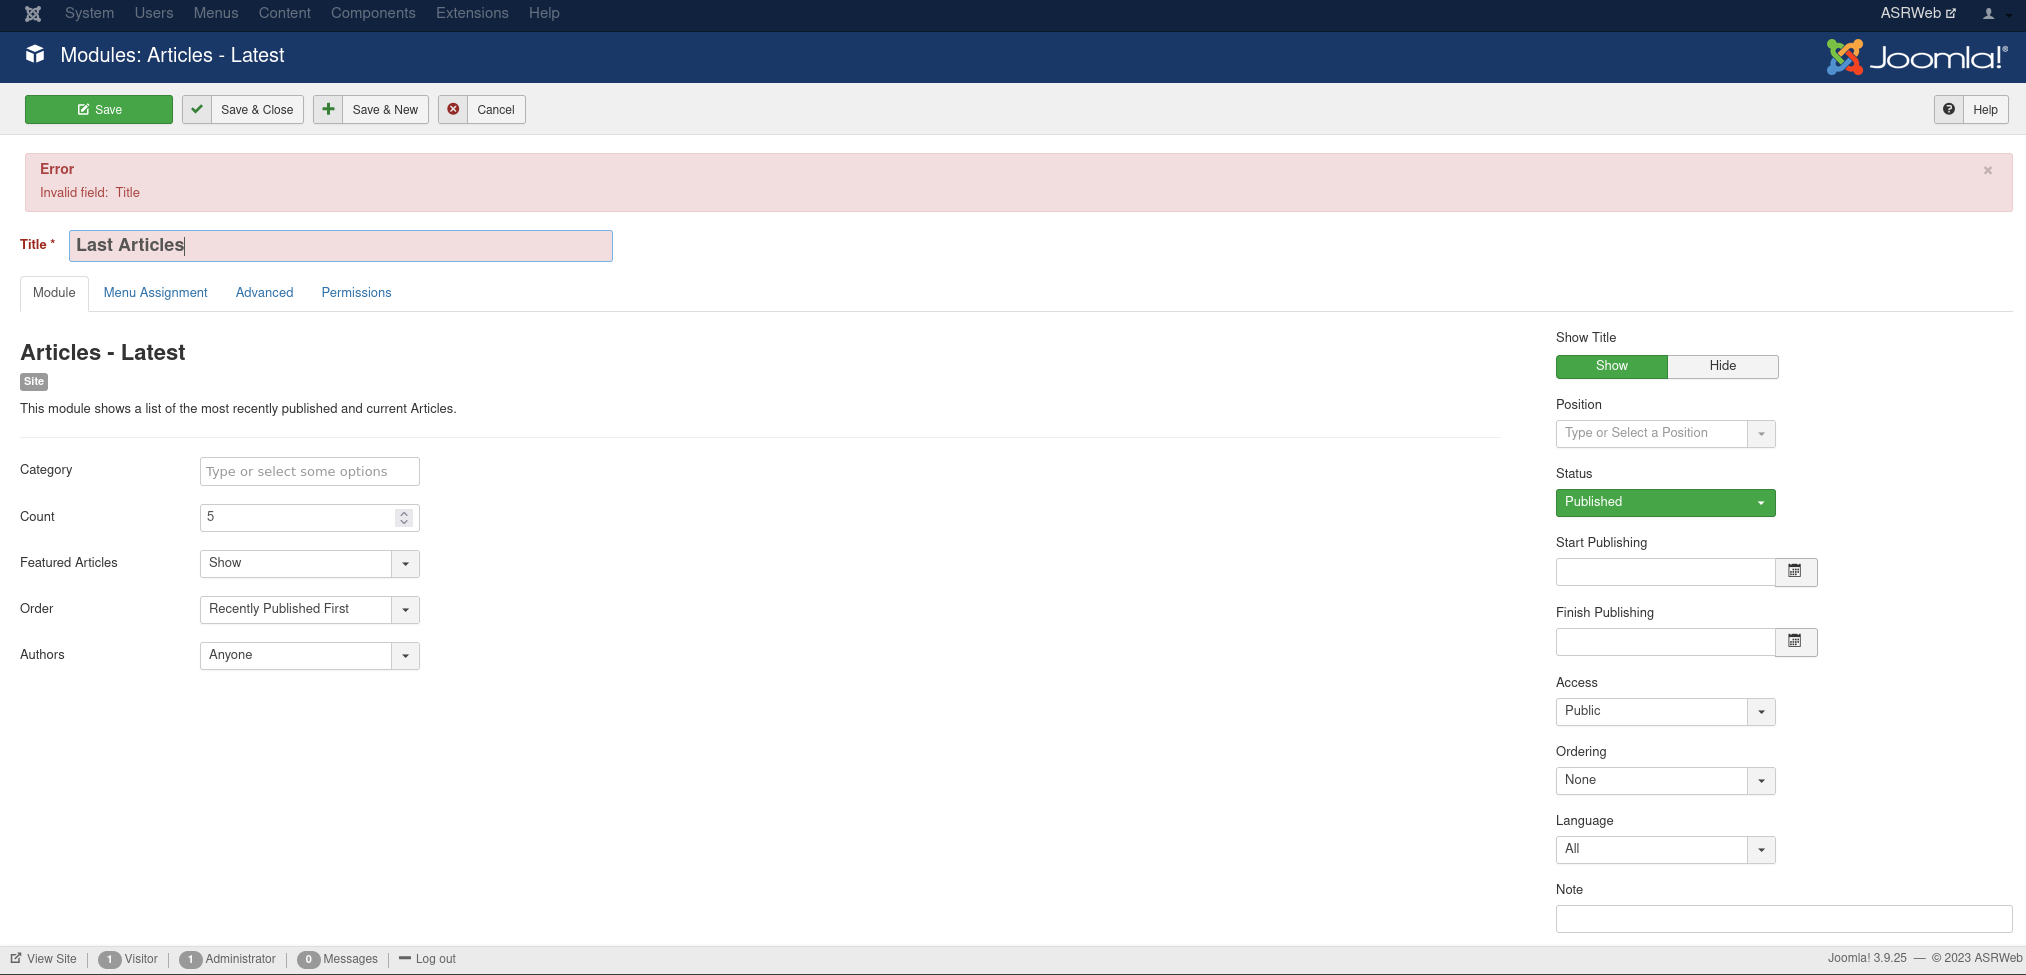 System Users Menus Content Components Extensions Help ASRWeb
Modules: Articles - Latest Joomla!®
Save Save & Close Save & New Cancel Help
Error
Invalid field: Title
Title * Last Articles
Module Menu Assignment Advanced Permissions
Articles - Latest
Site
This module shows a list of the most recently published and current Articles.
Category Type or select some options
Count 5
Featured Articles Show
Order Recently Published First
Authors Anyone
Show Title
Show Hide
Position
Type or Select a Position
Status
Published
Start Publishing
Finish Publishing
Access
Public
Ordering
None
Language
All
Note
View Site 1 Visitor 1 Administrator 0 Messages Log out Joomla! 3.9.25 — © 2023 ASRWeb